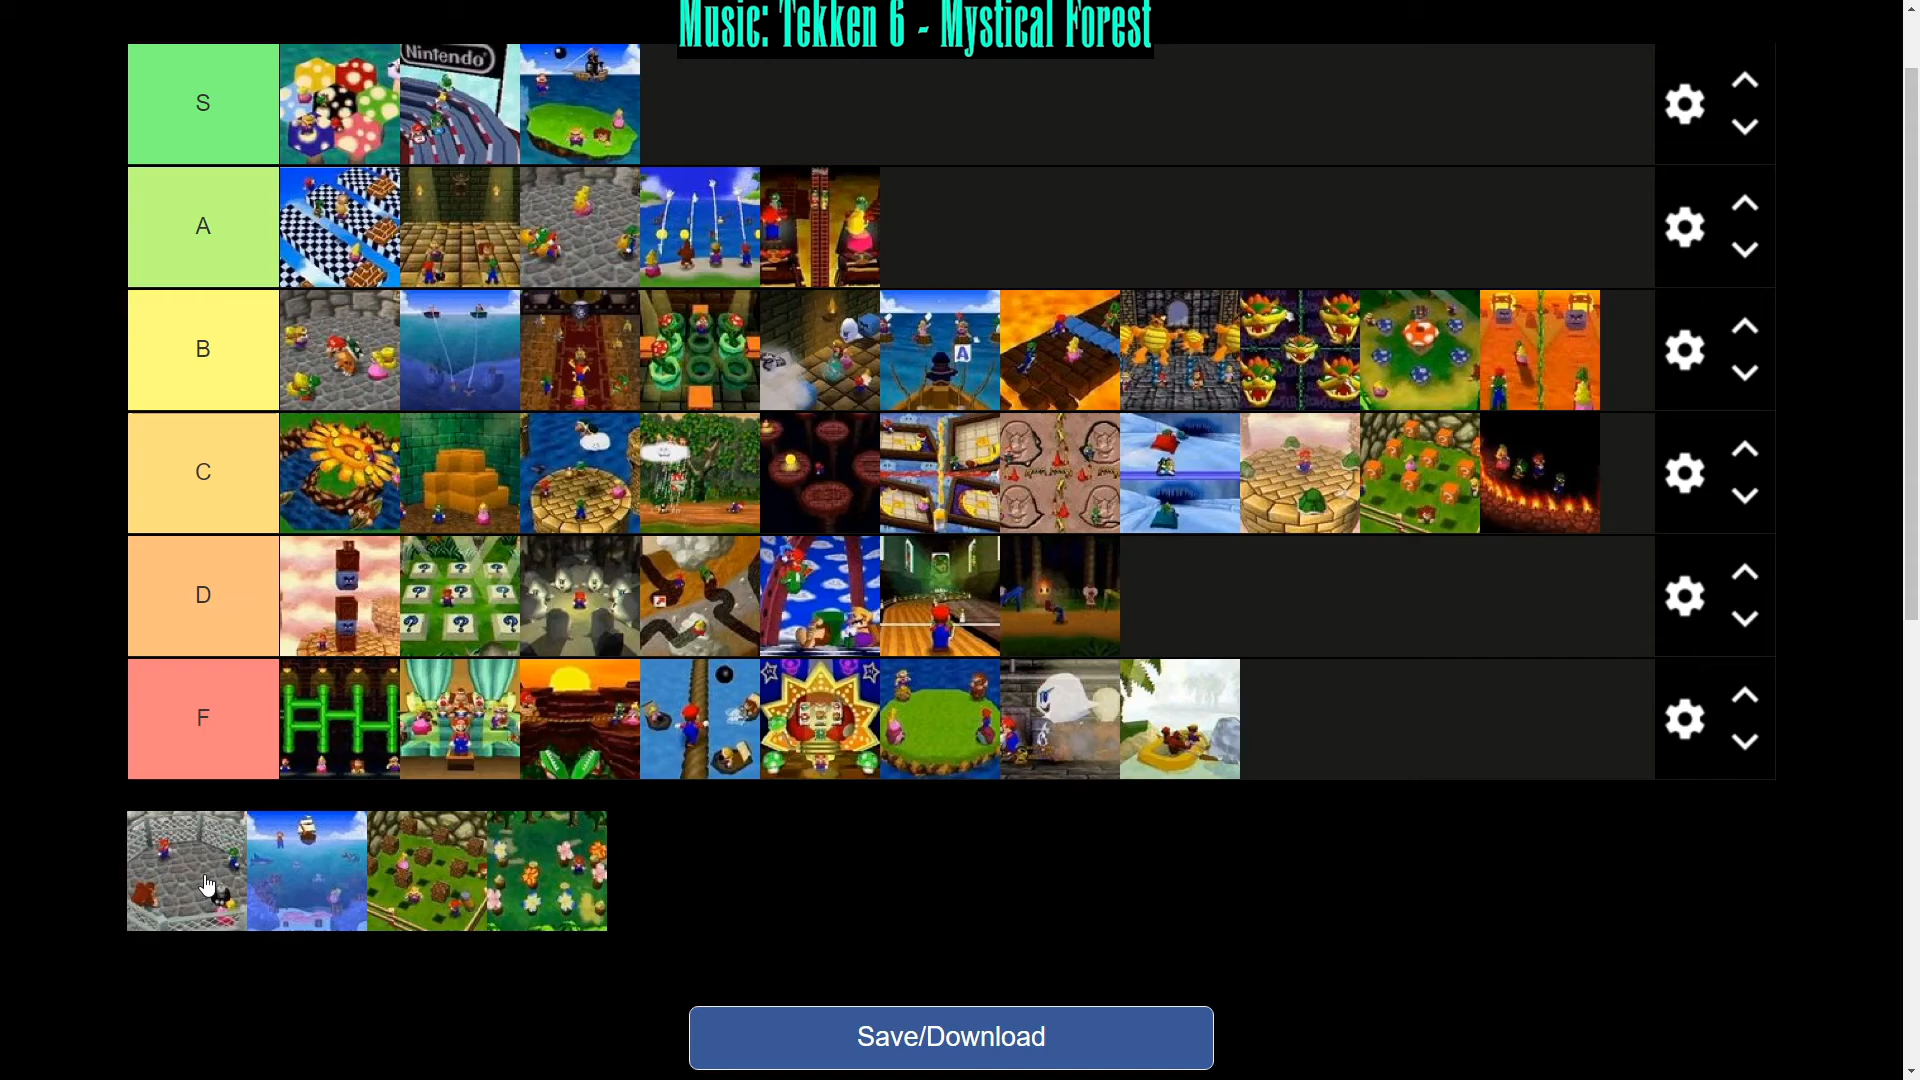 Music: Tekken 6 - Mystical Forest
Nintendo
S
A
B
A
C
D
F
Save/Download